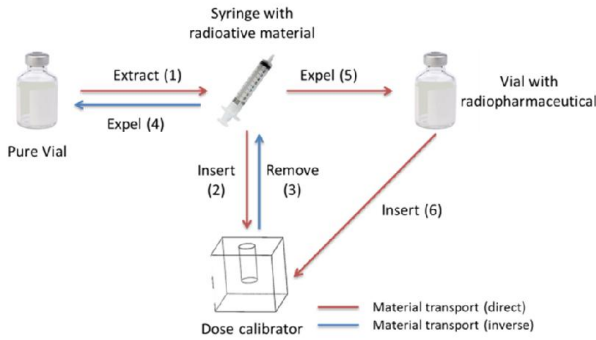 Syringe with
radioative material
Extract (1)
Expel (5)
Vial with
radiopharmaceutical
Expel (4)
Pure Vial
Insert
(2)
Remove
(3)
Insert (6)
Material transport (direct)
Material transport (inverse)
Dose calibrator